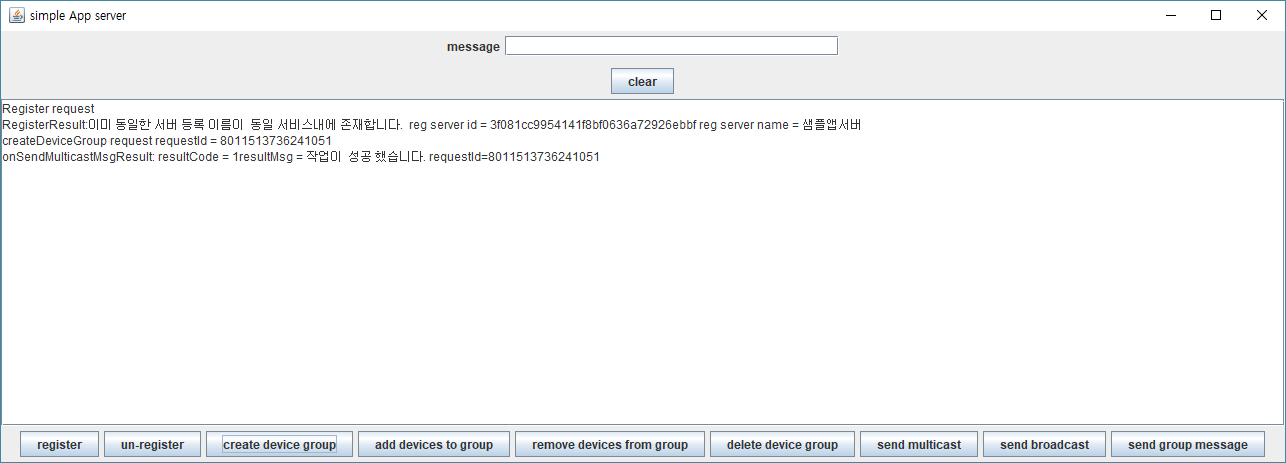 simple App server
message
clear
Register request
RegisterResult:이미 동일한 서버 등록 이름이  동일 서비스내에 존재합니다.  reg server id = 3f081cc9954141f8bf0636a72926ebbf reg server name = 샘플앱서버
createDeviceGroup request requestId = 8011513736241051
onSendMulticastMsgResult: resultCode = 1resultMsg = 작업이  성공 했습니다. requestId=8011513736241051
register un-register create device group add devices to group remove devices from group delete device group send multicast send broadcast send group message